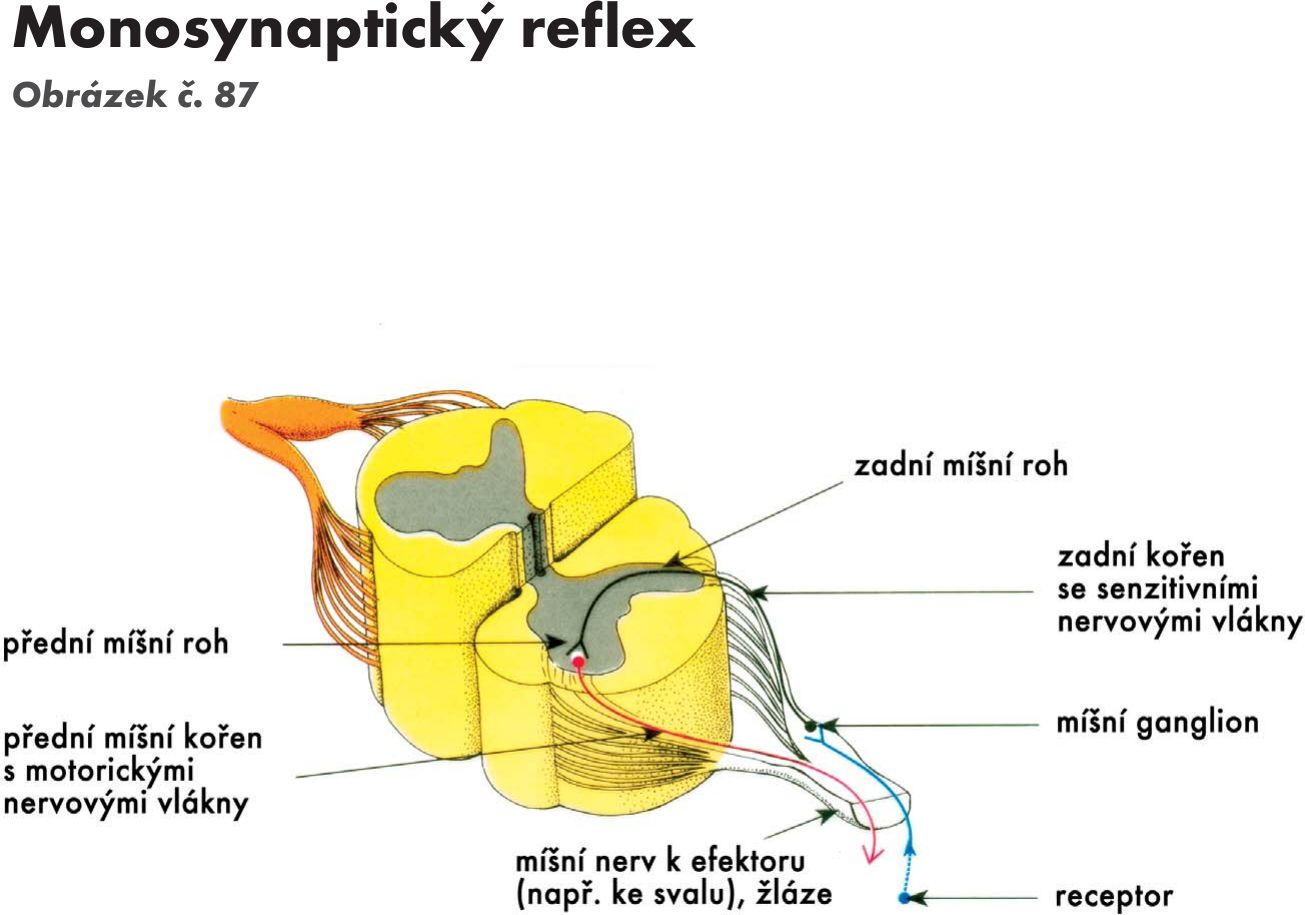 Monosynaptický reflex
Obrázek č. 87
zadní míšní roh
zadní kořen
se senzitivními
nervovými vlákny
přední míšní roh
míšní ganglion
přední míšní kořen
s motorickými
nervovými vlákny
míšní nerv k efektoru
(např. ke svalu), žláze
receptor